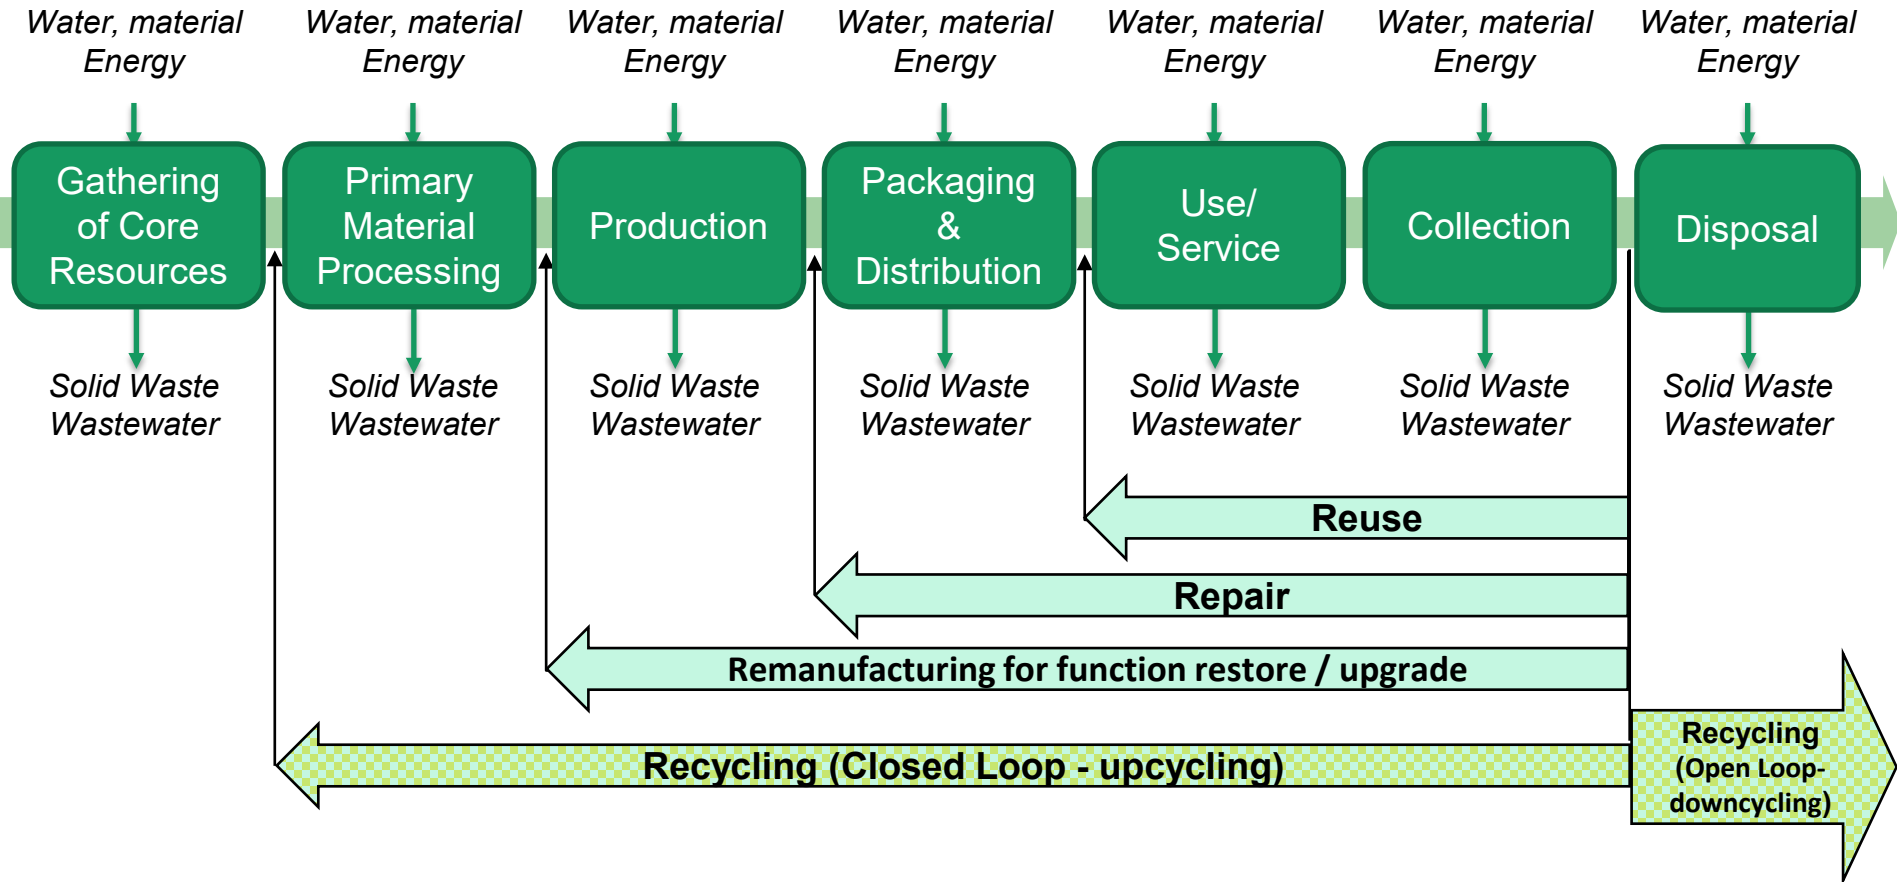 Water, material
Energy
Water, material
Energy
Water, material
Energy
Water, material
Energy
Water, material
Energy
Water, material
Energy
Water, material
Energy
Gathering
of Core
Resources
Primary
Material
Processing
Production
Packaging
&
Distribution
Use/
Service
Collection
Disposal
Solid Waste
Wastewater
Solid Waste
Wastewater
Solid Waste
Wastewater
Solid Waste
Wastewater
Solid Waste
Wastewater
Solid Waste
Wastewater
Solid Waste
Wastewater
Reuse
Repair
Remanufacturing for function restore / upgrade
Recycling (Closed Loop - upcycling)
Recycling
(Open Loop-
downcycling)